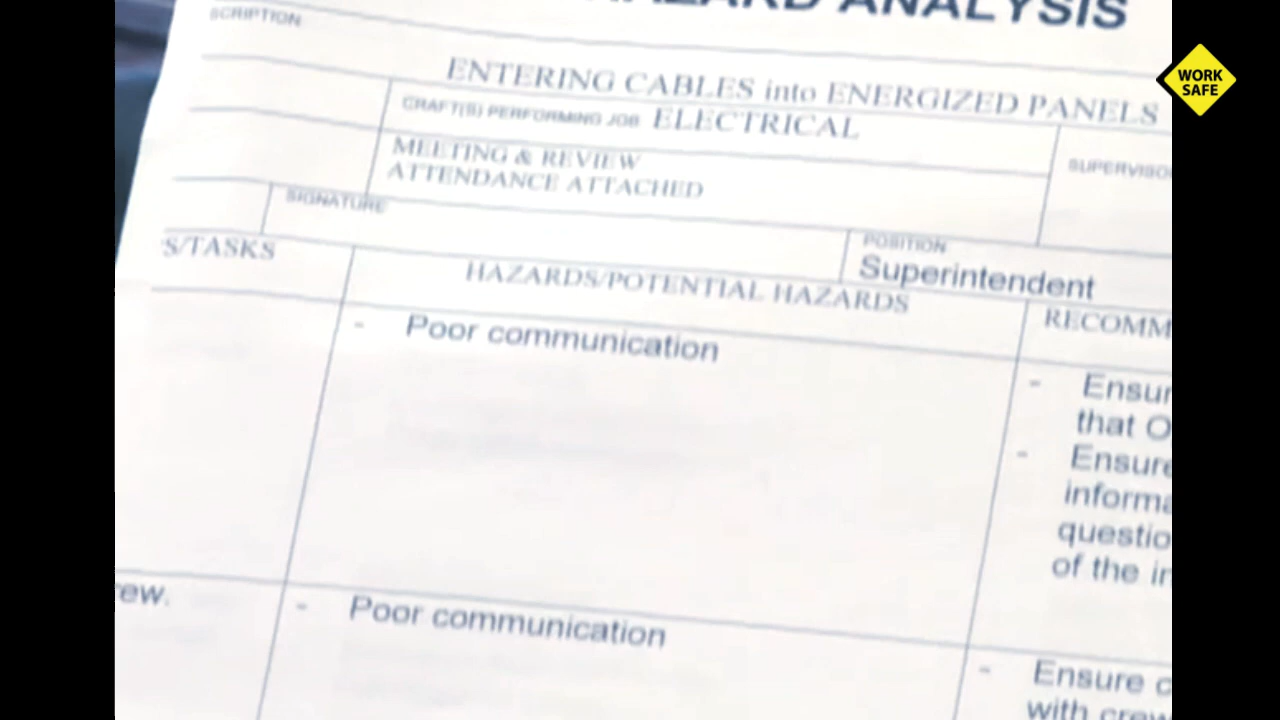 HAZARD ANALYSIS
SCRIPTION
ENTERING CABLES into ENERGIZED PANELS
CRAFT(S) PERFORMING JOB ELECTRICAL
SUPERVISO
MEETING & REVIEW
ATTENDANCE ATTACHED
SIGNATURE
POSITION
Superintendent
S/TASKS
HAZARDS/POTENTIAL HAZARDS
RECOMM
- Poor communication
- Ensur
that O
- Ensure
informa
questio
of the in
ew.
- Poor communication
- Ensure c
with crew
WORK
SAFE